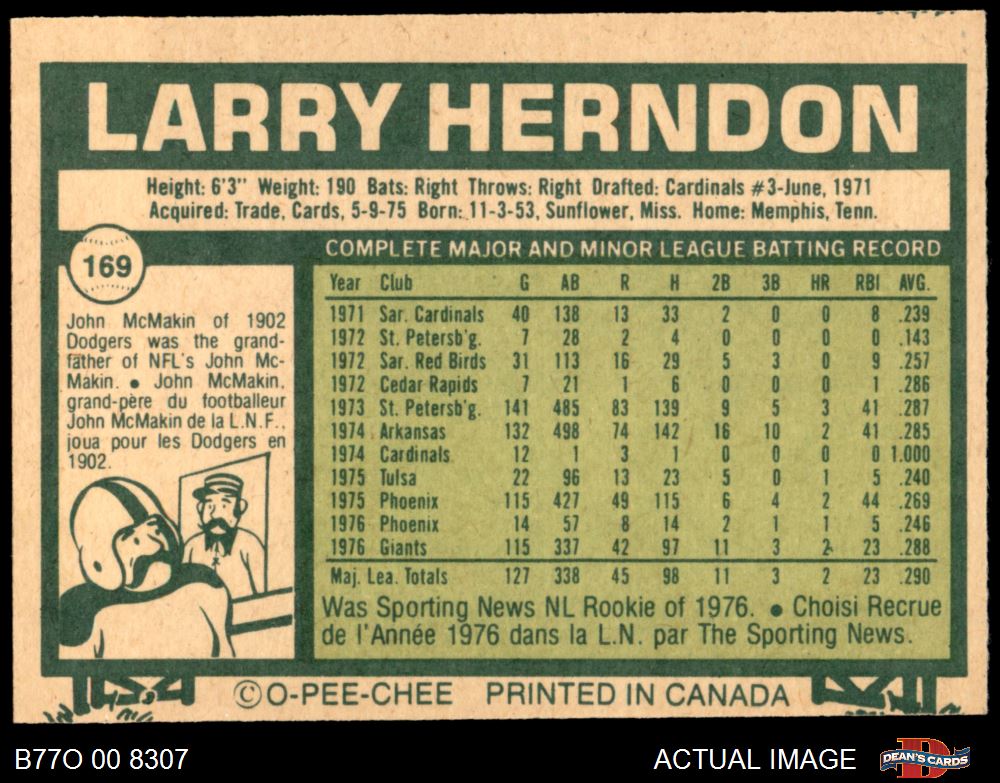 LARRY HERNDON
Height: 6'3" Weight: 190 Bats: Right Throws: Right Drafted: Cardinals #3-June, 1971
Acquired: Trade, Cards, 5-9-75 Born: 11-3-53, Sunflower, Miss. Home: Memphis, Tenn.
169
John McMakin of 1902
Dodgers was the grand-
father of NFL's John Mc-
Makin. • John McMakin,
grand-père du footballeur
John McMakin de la L.N.F.,
joua pour les Dodgers en
1902.
COMPLETE MAJOR AND MINOR LEAGUE BATTING RECORD
Year Club G AB R H 2B 3B HR RBI AVG.
1971 Sar. Cardinals 40 138 13 33 2 0 0 8 .239
1972 St. Petersb'g. 7 28 2 4 0 0 0 0 .143
1972 Sar. Red Birds 31 113 16 29 5 3 0 9 .257
1972 Cedar Rapids 7 21 1 6 0 0 0 1 .286
1973 St. Petersb'g. 141 485 83 139 9 5 3 41 .287
1974 Arkansas 132 498 74 142 16 10 2 41 .285
1974 Cardinals 12 1 3 1 0 0 0 0 1.000
1975 Tulsa 22 96 13 23 5 0 1 5 .240
1975 Phoenix 115 427 49 115 6 4 2 44 .269
1976 Phoenix 14 57 8 14 2 1 1 5 .246
1976 Giants 115 337 42 97 11 3 2 23 .288
Maj. Lea. Totals 127 338 45 98 11 3 2 23 .290
Was Sporting News NL Rookie of 1976. • Choisi Recrue
de l'Année 1976 dans la L.N. par The Sporting News.
©O-PEE-CHEE PRINTED IN CANADA
B77O 00 8307
ACTUAL IMAGE
DEAN'S CARDS